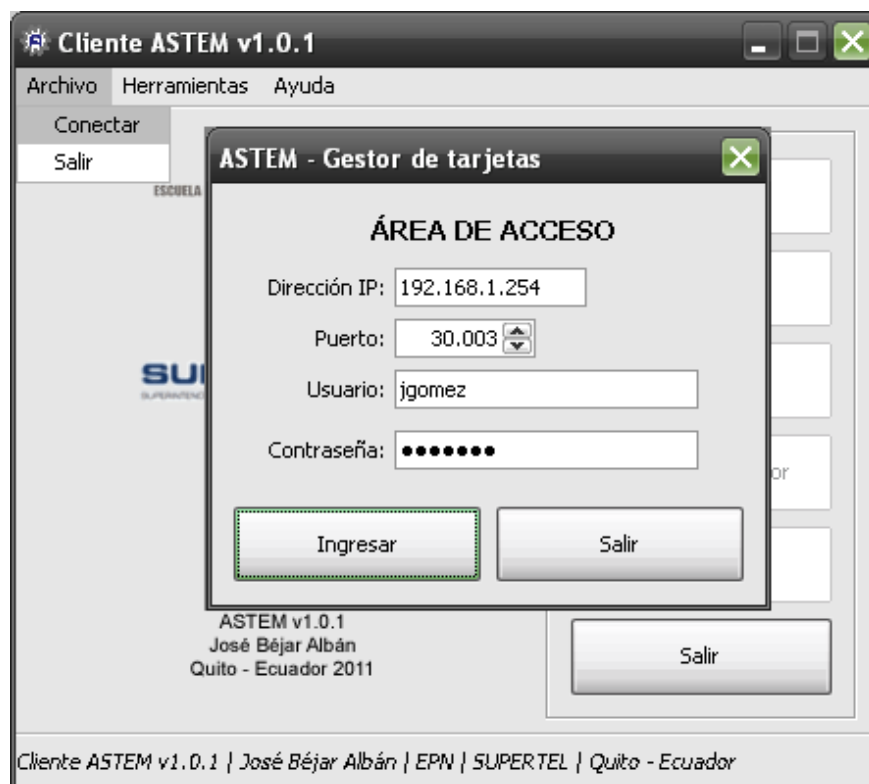 Cliente ASTEM v1.0.1
Archivo Herramientas Ayuda
Conectar
Salir
ESCUELA
ASTEM - Gestor de tarjetas
ÁREA DE ACCESO
Dirección IP: 192.168.1.254
Puerto: 30.003
Usuario: jgomez
Contraseña: •••••••
Ingresar Salir
ASTEM v1.0.1
José Béjar Albán
Quito - Ecuador 2011
Salir
Cliente ASTEM v1.0.1 | José Béjar Albán | EPN | SUPERTEL | Quito - Ecuador